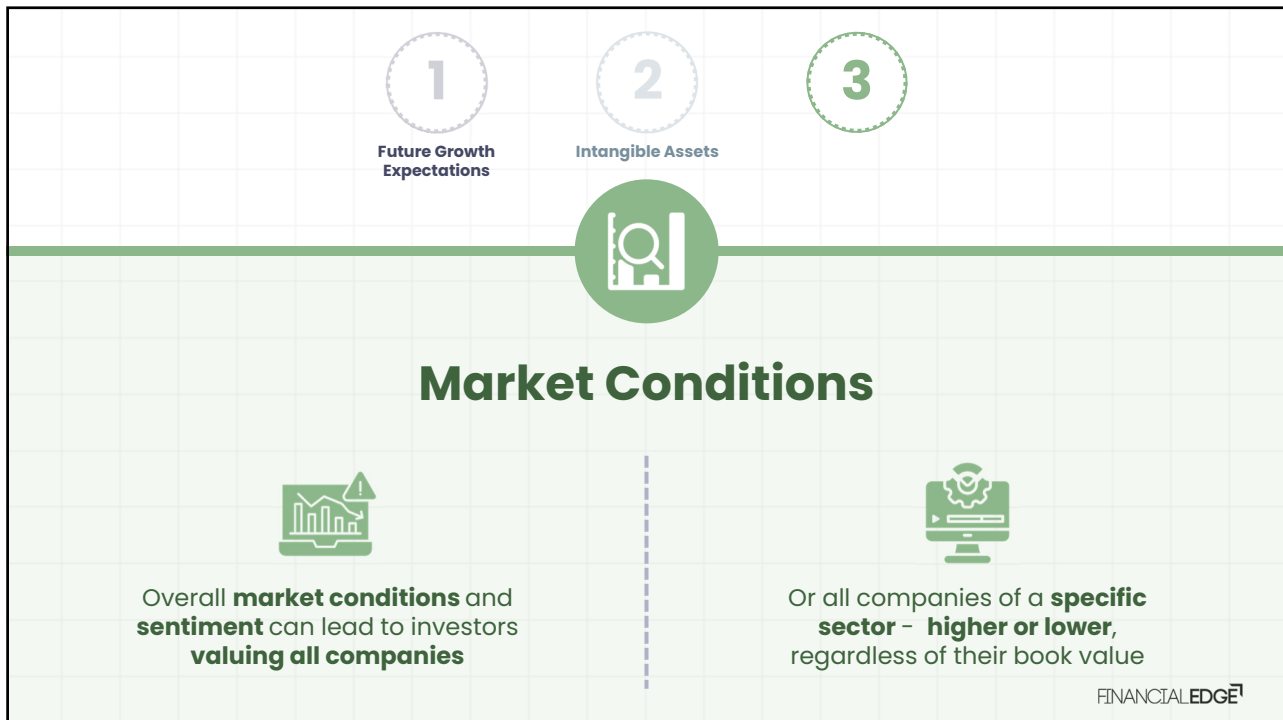 1
2
3
Future Growth
Expectations
Intangible Assets
Market Conditions
Overall market conditions and
sentiment can lead to investors
valuing all companies
Or all companies of a specific
sector - higher or lower,
regardless of their book value
FINANCIALEDGE